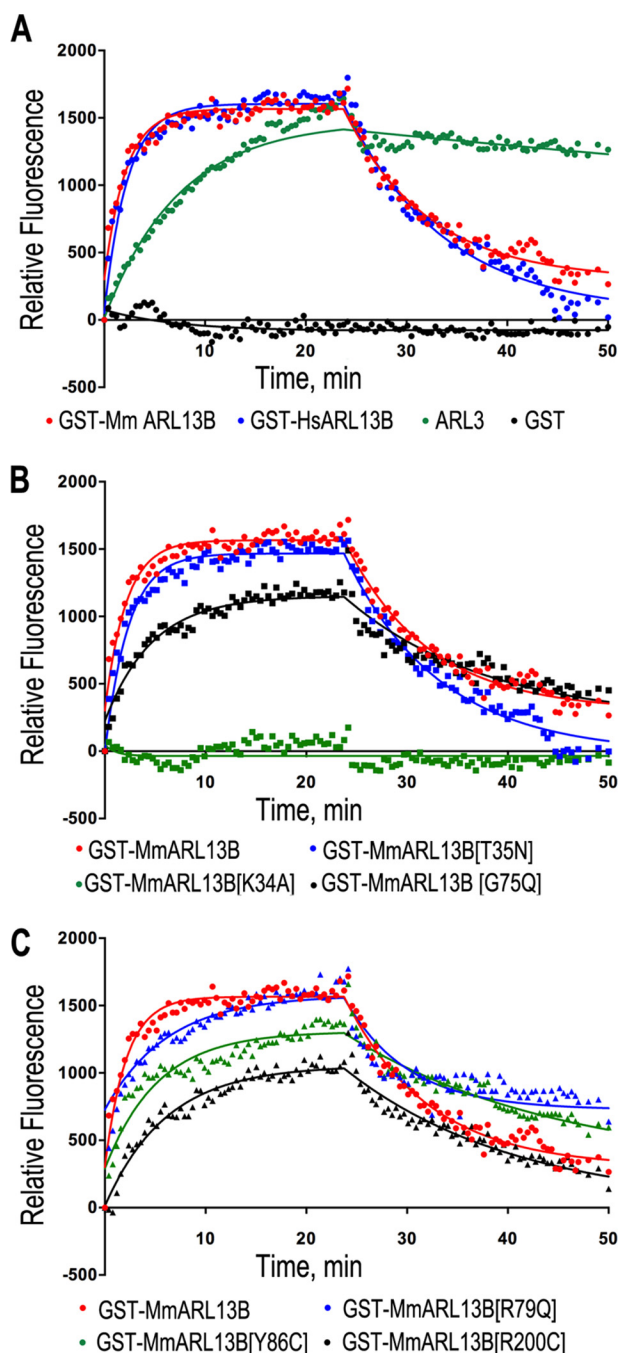 A
2000
1500
1000
500
0
-500
Relative Fluorescence
10 20 30 40 50
Time, min
GST-Mm ARL13B GST-HsARL13B ARL3 GST
B
2000
1500
1000
500
0
-500
Relative Fluorescence
10 20 30 40 50
Time, min
GST-MmARL13B GST-MmARL13B[T35N]
GST-MmARL13B[K34A] GST-MmARL13B [G75Q]
C
2000
1500
1000
500
0
-500
Relative Fluorescence
10 20 30 40 50
Time, min
GST-MmARL13B GST-MmARL13B[R79Q]
GST-MmARL13B[Y86C] GST-MmARL13B[R200C]